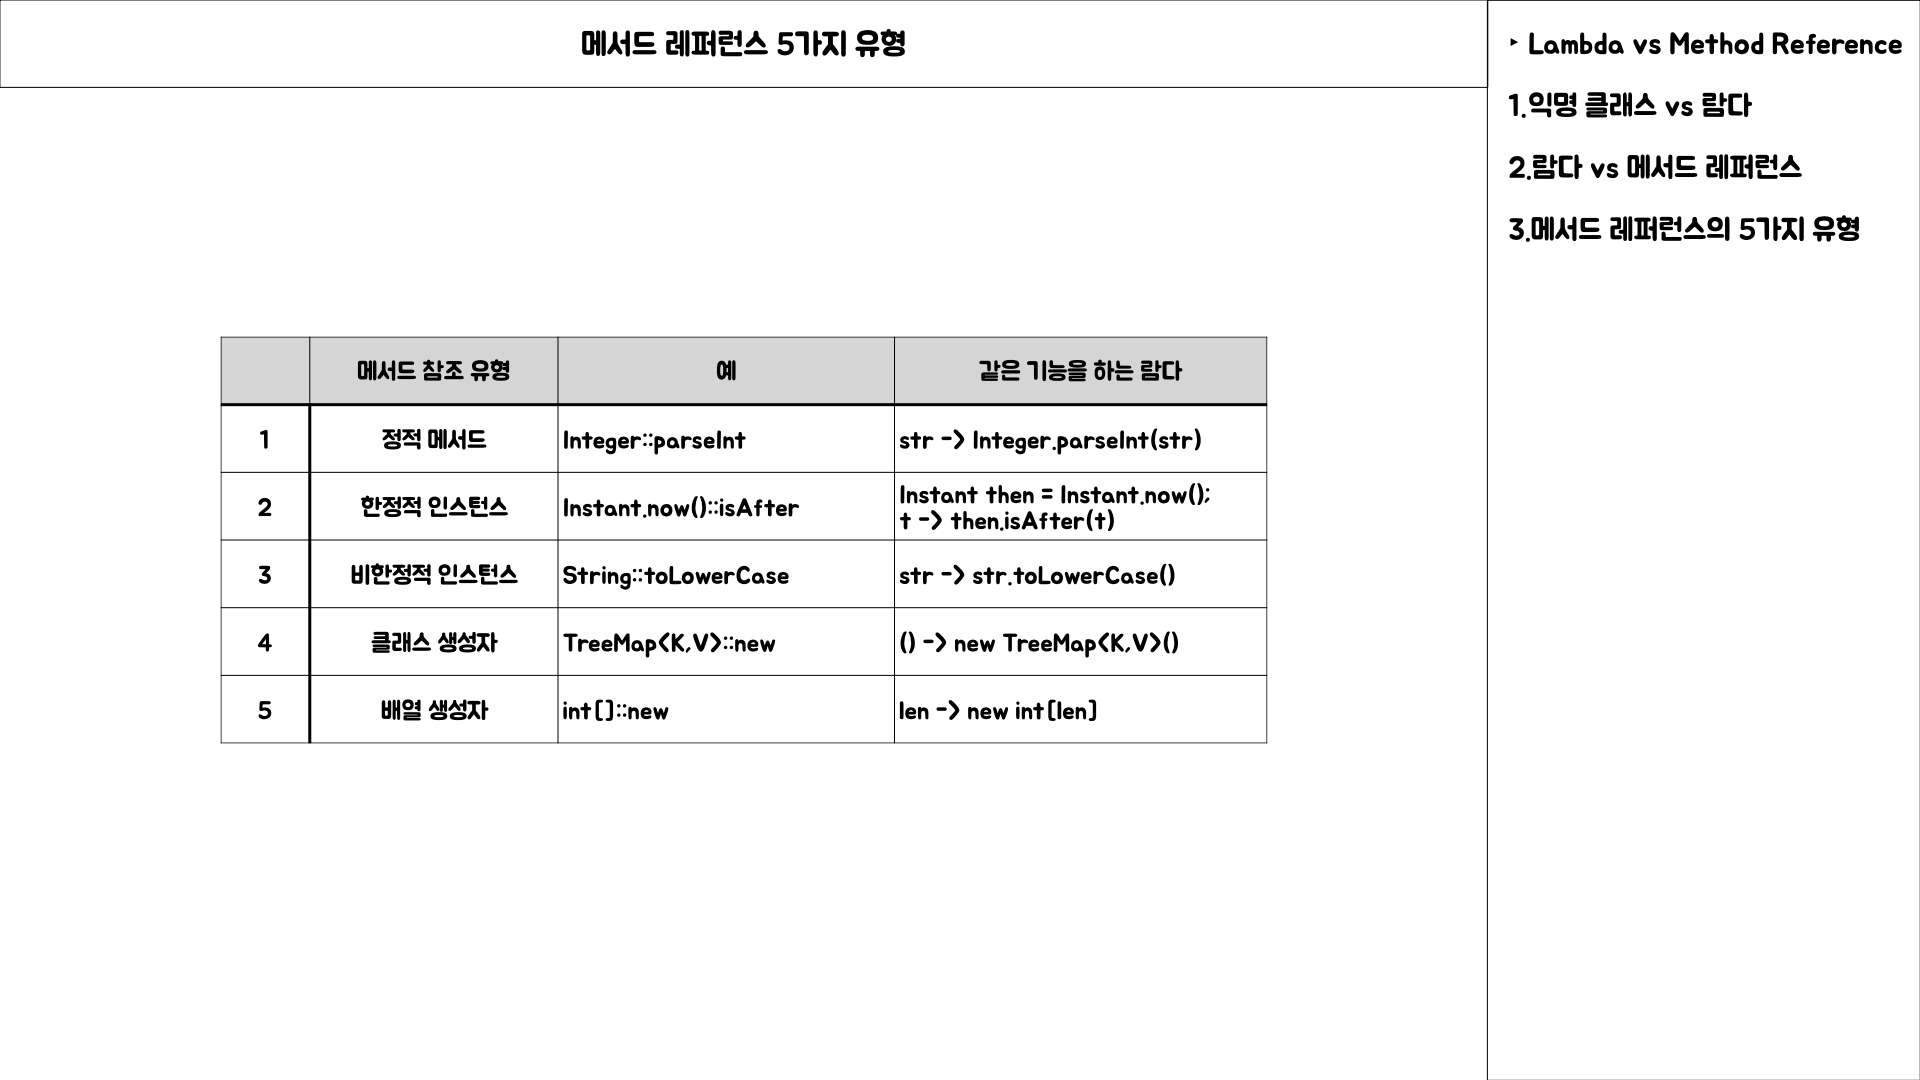 메서드 레퍼런스 5가지 유형
‣ Lambda vs Method Reference
1.익명 클래스 vs 람다
2.람다 vs 메서드 레퍼런스
3.메서드 레퍼런스의 5가지 유형
메서드 참조 유형 예 같은 기능을 하는 람다
1 정적 메서드 Integer::parseInt str -> Integer.parseInt(str)
2 한정적 인스턴스 Instant.now()::isAfter Instant then = Instant.now();
t -> then.isAfter(t)
3 비한정적 인스턴스 String::toLowerCase str -> str.toLowerCase()
4 클래스 생성자 TreeMap<K,V>::new () -> new TreeMap<K,V>()
5 배열 생성자 int[]::new len -> new int[len]